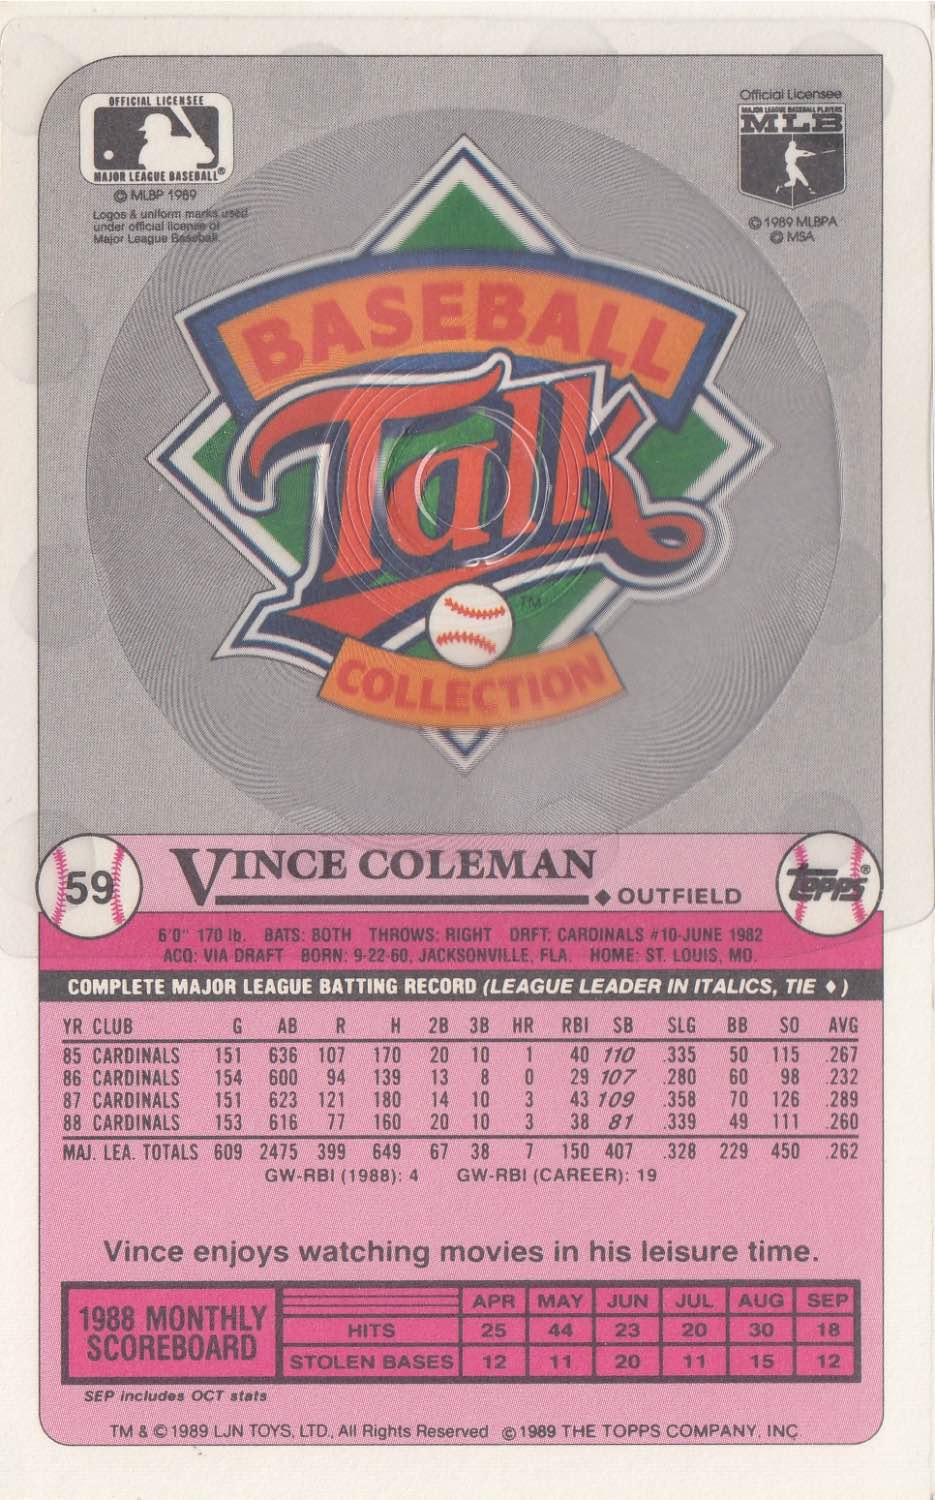 OFFICIAL LICENSEE
MAJOR LEAGUE BASEBALL®
© MLBP 1989
Logos & uniform marks used
under official license of
Major League Baseball.
Official Licensee
MAJOR LEAGUE BASEBALL PLAYERS
MLB
© 1989 MLBPA
© MSA
BASEBALL
Talk
TM
COLLECTION
59
VINCE COLEMAN
◆ OUTFIELD
TOPPS®
6'0" 170 lb. BATS: BOTH THROWS: RIGHT DRFT: CARDINALS #10-JUNE 1982
ACQ: VIA DRAFT BORN: 9-22-60, JACKSONVILLE, FLA. HOME: ST. LOUIS, MO.
COMPLETE MAJOR LEAGUE BATTING RECORD (LEAGUE LEADER IN ITALICS, TIE ♦)
YR CLUB G AB R H 2B 3B HR RBI SB SLG BB SO AVG
85 CARDINALS 151 636 107 170 20 10 1 40 110 .335 50 115 .267
86 CARDINALS 154 600 94 139 13 8 0 29 107 .280 60 98 .232
87 CARDINALS 151 623 121 180 14 10 3 43 109 .358 70 126 .289
88 CARDINALS 153 616 77 160 20 10 3 38 81 .339 49 111 .260
MAJ. LEA. TOTALS 609 2475 399 649 67 38 7 150 407 .328 229 450 .262
GW-RBI (1988): 4 GW-RBI (CAREER): 19
Vince enjoys watching movies in his leisure time.
1988 MONTHLY
SCOREBOARD
APR MAY JUN JUL AUG SEP
HITS 25 44 23 20 30 18
STOLEN BASES 12 11 20 11 15 12
SEP includes OCT stats
TM & © 1989 LJN TOYS, LTD., All Rights Reserved © 1989 THE TOPPS COMPANY, INC.